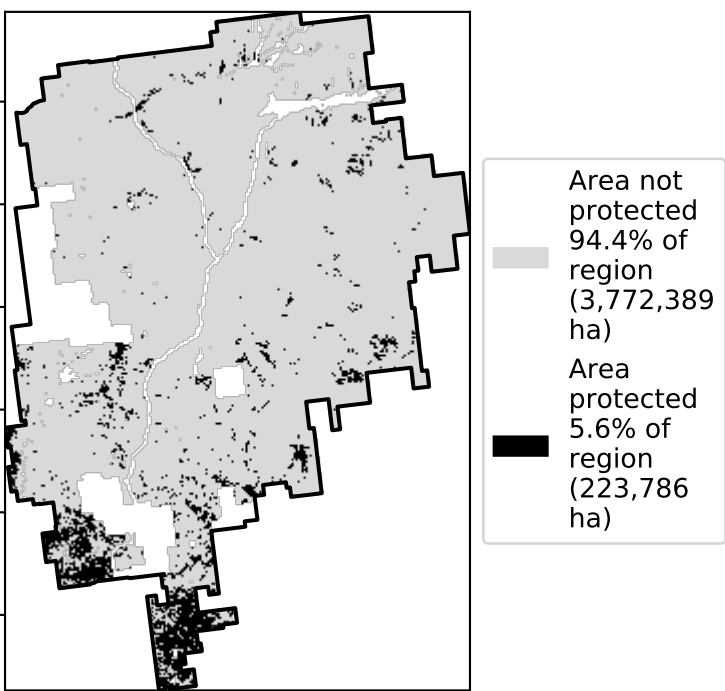 Area not
protected
94.4% of
region
(3,772,389
ha)
Area
protected
5.6% of
region
(223,786
ha)